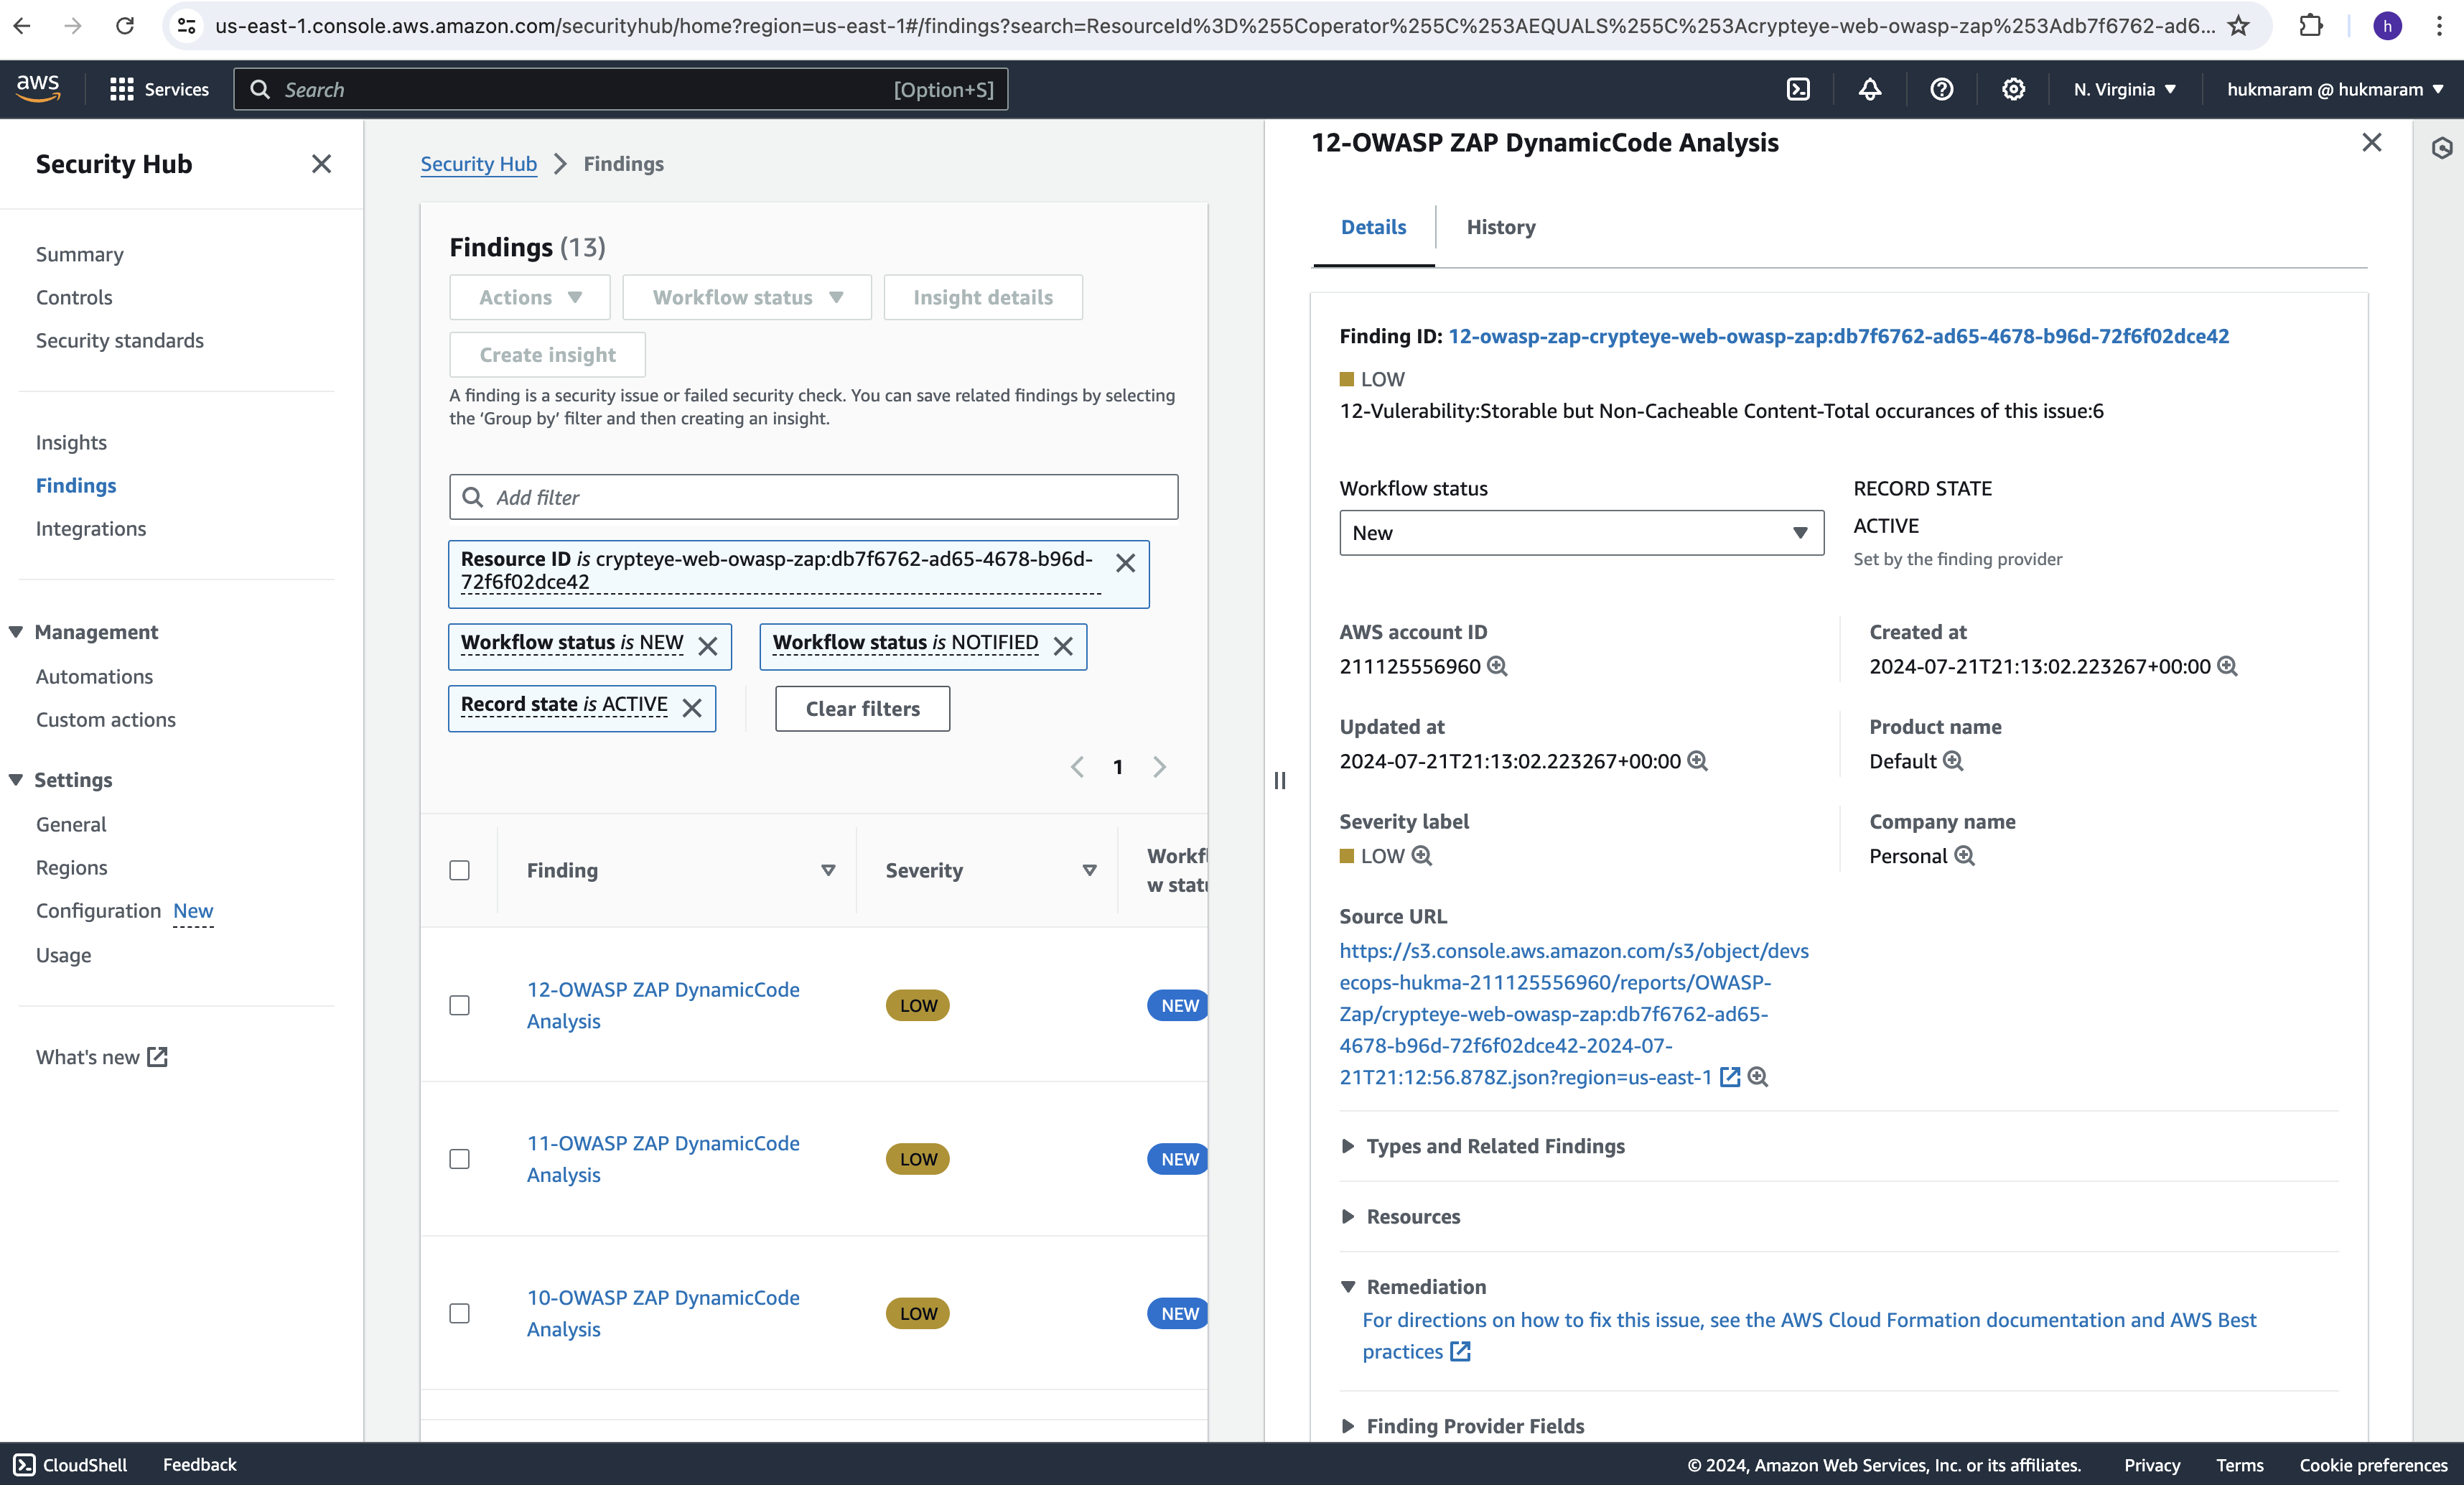 us-east-1.console.aws.amazon.com/securityhub/home?region=us-east-1#/findings?search=ResourceId%3D%255Coperator%255C%253AEQUALS%255C%253Acrypteye-web-owasp-zap%253Adb7f6762-ad6...
h
aws
Services
Search
[Option+S]
N. Virginia
hukmaram @ hukmaram
Security Hub
Summary
Controls
Security standards
Insights
Findings
Integrations
Management
Automations
Custom actions
Settings
General
Regions
Configuration New
Usage
What's new
Security Hub
Findings
Findings (13)
Actions
Workflow status
Insight details
Create insight
A finding is a security issue or failed security check. You can save related findings by selecting
the ‘Group by’ filter and then creating an insight.
Add filter
Resource ID is crypteye-web-owasp-zap:db7f6762-ad65-4678-b96d-
72f6f02dce42
Workflow status is NEW
Workflow status is NOTIFIED
Record state is ACTIVE
Clear filters
1
Finding
Severity
Workfl
w statu
12-OWASP ZAP DynamicCode
Analysis
LOW
NEW
11-OWASP ZAP DynamicCode
Analysis
LOW
NEW
10-OWASP ZAP DynamicCode
Analysis
LOW
NEW
12-OWASP ZAP DynamicCode Analysis
Details
History
Finding ID: 12-owasp-zap-crypteye-web-owasp-zap:db7f6762-ad65-4678-b96d-72f6f02dce42
LOW
12-Vulerability:Storable but Non-Cacheable Content-Total occurances of this issue:6
Workflow status
New
RECORD STATE
ACTIVE
Set by the finding provider
AWS account ID
211125556960
Created at
2024-07-21T21:13:02.223267+00:00
Updated at
2024-07-21T21:13:02.223267+00:00
Product name
Default
Severity label
LOW
Company name
Personal
Source URL
https://s3.console.aws.amazon.com/s3/object/devs
ecops-hukma-211125556960/reports/OWASP-
Zap/crypteye-web-owasp-zap:db7f6762-ad65-
4678-b96d-72f6f02dce42-2024-07-
21T21:12:56.878Z.json?region=us-east-1
Types and Related Findings
Resources
Remediation
For directions on how to fix this issue, see the AWS Cloud Formation documentation and AWS Best
practices
Finding Provider Fields
CloudShell
Feedback
© 2024, Amazon Web Services, Inc. or its affiliates.
Privacy
Terms
Cookie preferences